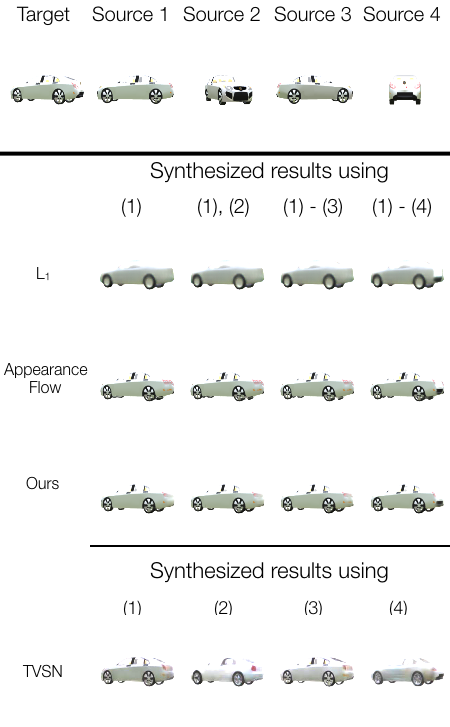 Target Source 1 Source 2 Source 3 Source 4
Synthesized results using
(1) (1), (2) (1) - (3) (1) - (4)
L₁
Appearance
Flow
Ours
Synthesized results using
(1) (2) (3) (4)
TVSN